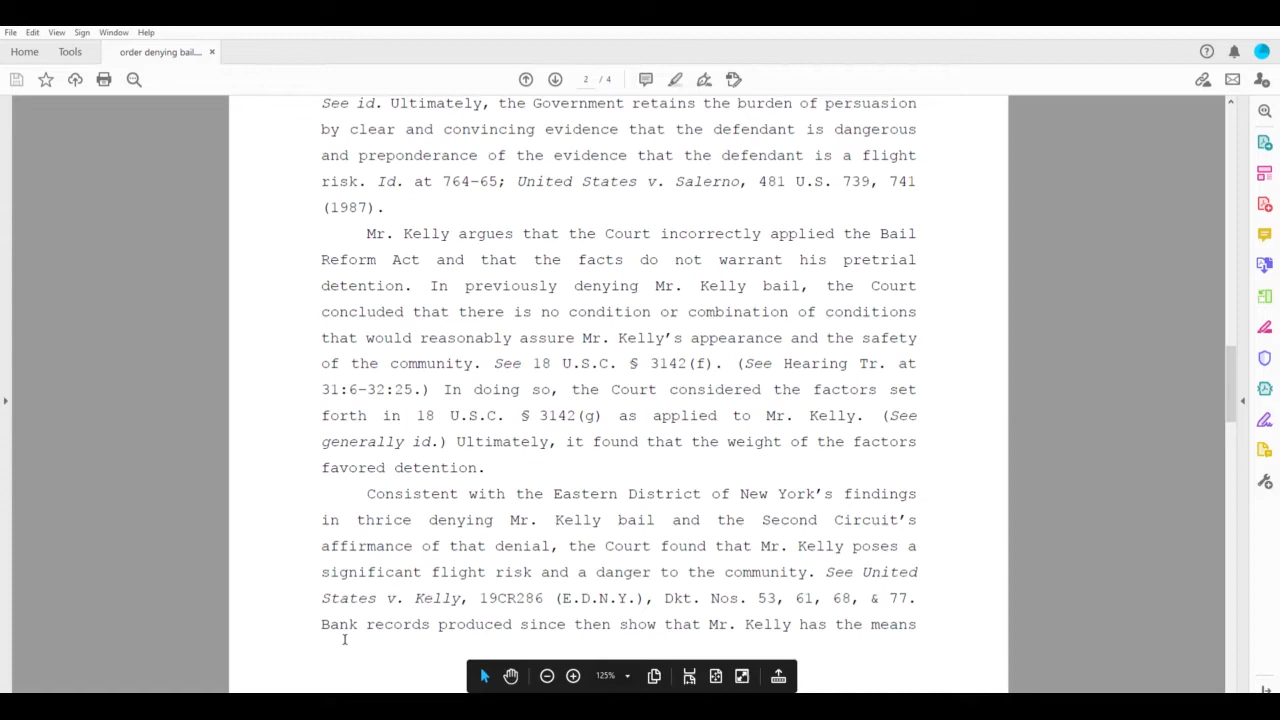 File Edit View Sign Window Help
Home Tools order denying bail... ×
2 / 4
See id. Ultimately, the Government retains the burden of persuasion
by clear and convincing evidence that the defendant is dangerous
and preponderance of the evidence that the defendant is a flight
risk. Id. at 764-65; United States v. Salerno, 481 U.S. 739, 741
(1987).
Mr. Kelly argues that the Court incorrectly applied the Bail
Reform Act and that the facts do not warrant his pretrial
detention. In previously denying Mr. Kelly bail, the Court
concluded that there is no condition or combination of conditions
that would reasonably assure Mr. Kelly's appearance and the safety
of the community. See 18 U.S.C. § 3142(f). (See Hearing Tr. at
31:6-32:25.) In doing so, the Court considered the factors set
forth in 18 U.S.C. § 3142(g) as applied to Mr. Kelly. (See
generally id.) Ultimately, it found that the weight of the factors
favored detention.
Consistent with the Eastern District of New York's findings
in thrice denying Mr. Kelly bail and the Second Circuit's
affirmance of that denial, the Court found that Mr. Kelly poses a
significant flight risk and a danger to the community. See United
States v. Kelly, 19CR286 (E.D.N.Y.), Dkt. Nos. 53, 61, 68, & 77.
Bank records produced since then show that Mr. Kelly has the means
125%